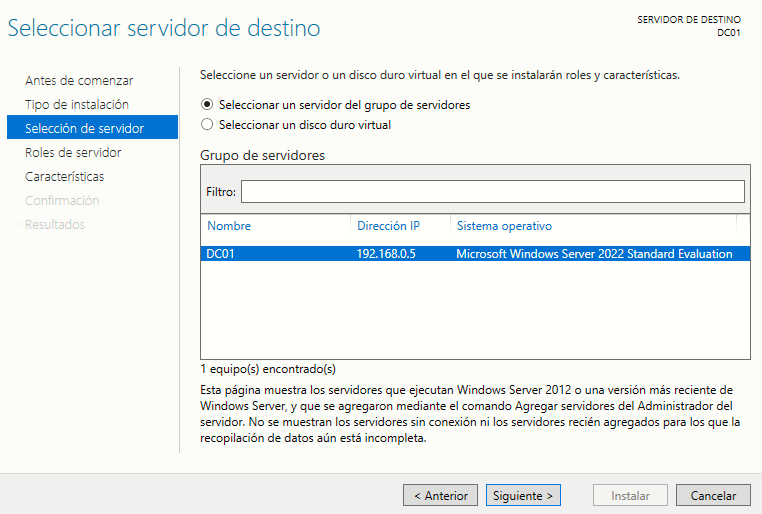 Seleccionar servidor de destino
SERVIDOR DE DESTINO
DC01
Antes de comenzar
Tipo de instalación
Selección de servidor
Roles de servidor
Características
Confirmación
Resultados
Seleccione un servidor o un disco duro virtual en el que se instalarán roles y características.
Seleccionar un servidor del grupo de servidores
Seleccionar un disco duro virtual
Grupo de servidores
Filtro:
Nombre Dirección IP Sistema operativo
DC01 192.168.0.5 Microsoft Windows Server 2022 Standard Evaluation
1 equipo(s) encontrado(s)
Esta página muestra los servidores que ejecutan Windows Server 2012 o una versión más reciente de
Windows Server, y que se agregaron mediante el comando Agregar servidores del Administrador del
servidor. No se muestran los servidores sin conexión ni los servidores recién agregados para los que la
recopilación de datos aún está incompleta.
< Anterior Siguiente > Instalar Cancelar